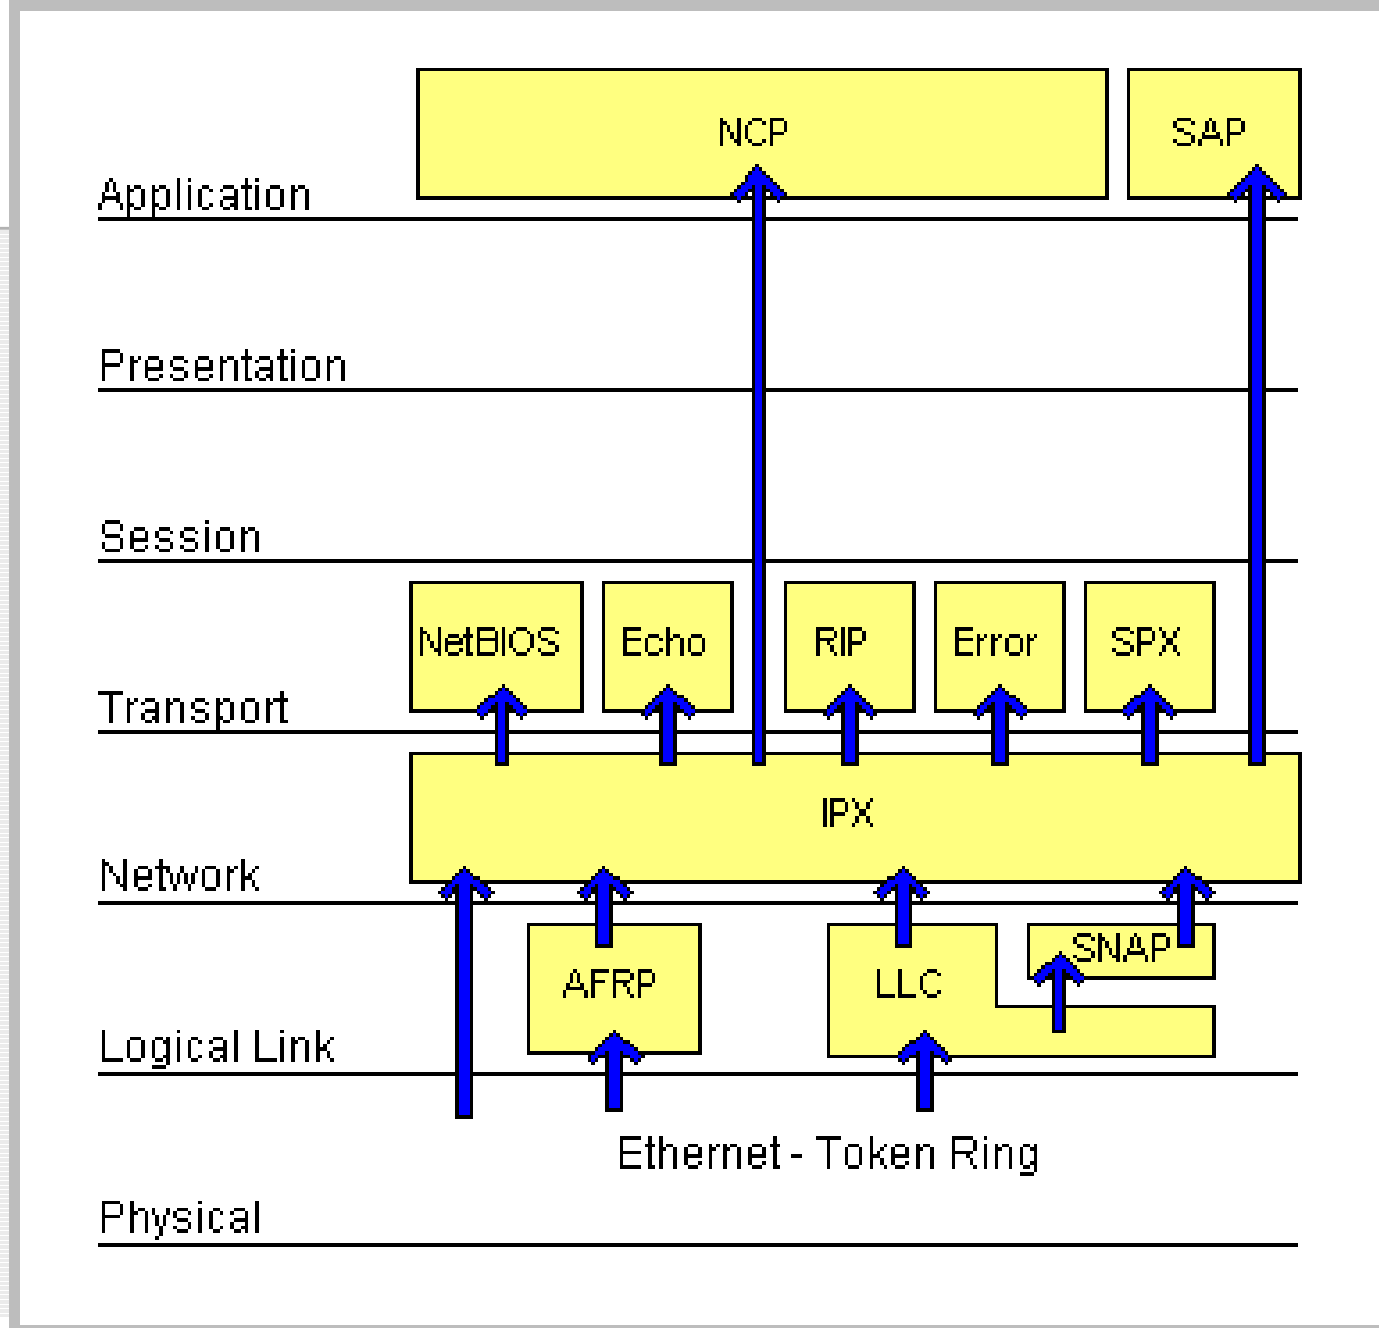 NCP
SAP
Application
Presentation
Session
NetBIOS
Echo
RIP
Error
SPX
Transport
IPX
Network
SNAP
AFRP
LLC
Logical Link
Ethernet - Token Ring
Physical